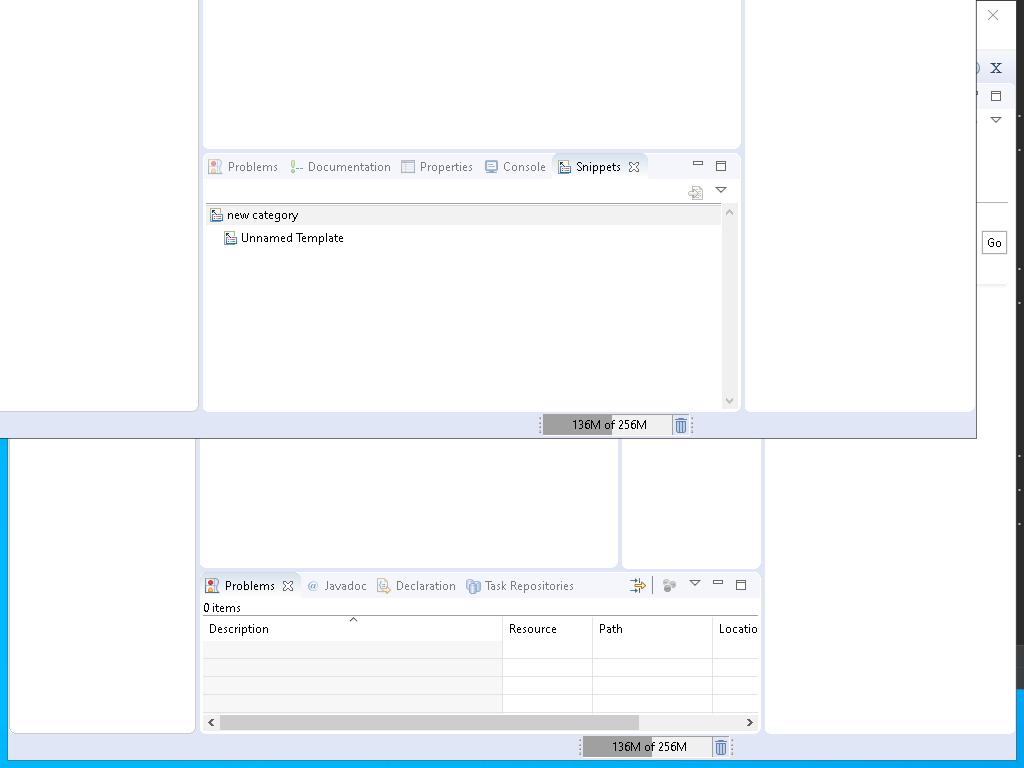 X
Problems Documentation Properties Console Snippets
new category
Unnamed Template
Go
136M of 256M
Problems @ Javadoc Declaration Task Repositories
0 items
Description Resource Path Locatio
136M of 256M